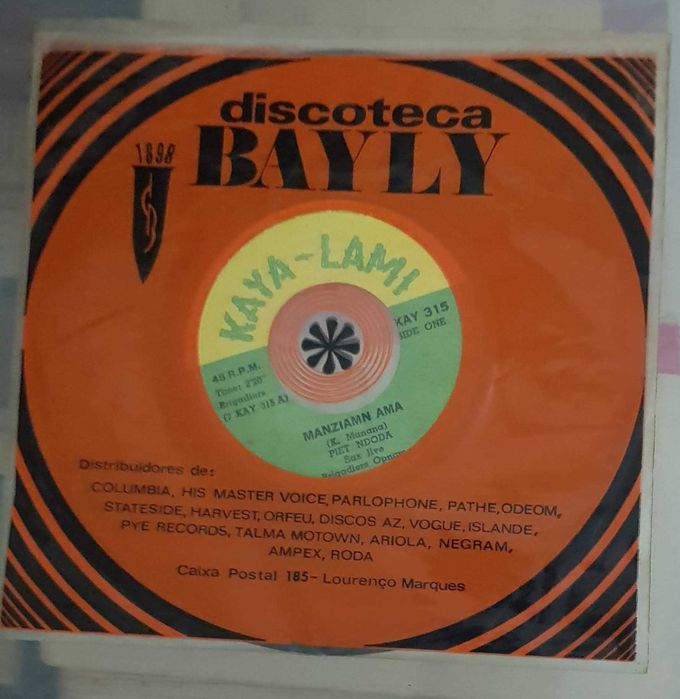 discoteca
BAYLY
1898
KAYA-LAMI
KAY 315
SIDE ONE
45 R.P.M.
Time: 2'20"
Brigadiers
(7 KAY 315 A)
MANZIAMN AMA
(K. Munana)
PIET NDODA
Sax Jive
Brigadiers
Distribuidores de:
COLUMBIA, HIS MASTER VOICE, PARLOPHONE, PATHE, ODEOM,
STATESIDE, HARVEST, ORFEU, DISCOS AZ, VOGUE, ISLANDE,
PYE RECORDS, TALMA MOTOWN, ARIOLA, NEGRAM,
AMPEX, RODA
Caixa Postal 185- Lourenço Marques